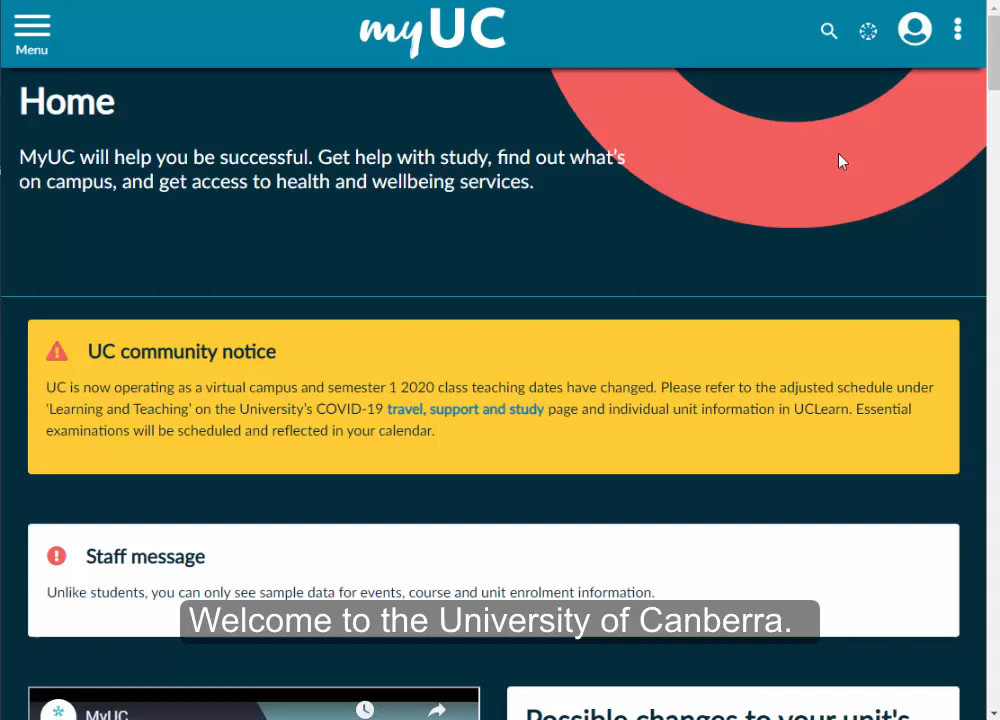 Menu
myUC
Home
MyUC will help you be successful. Get help with study, find out what's
on campus, and get access to health and wellbeing services.
UC community notice
UC is now operating as a virtual campus and semester 1 2020 class teaching dates have changed. Please refer to the adjusted schedule under
'Learning and Teaching' on the University's COVID-19 travel, support and study page and individual unit information in UCLearn. Essential
examinations will be scheduled and reflected in your calendar.
Staff message
Unlike students, you can only see sample data for events, course and unit enrolment information.
Welcome to the University of Canberra.
MyUC
Possible changes to your unit's